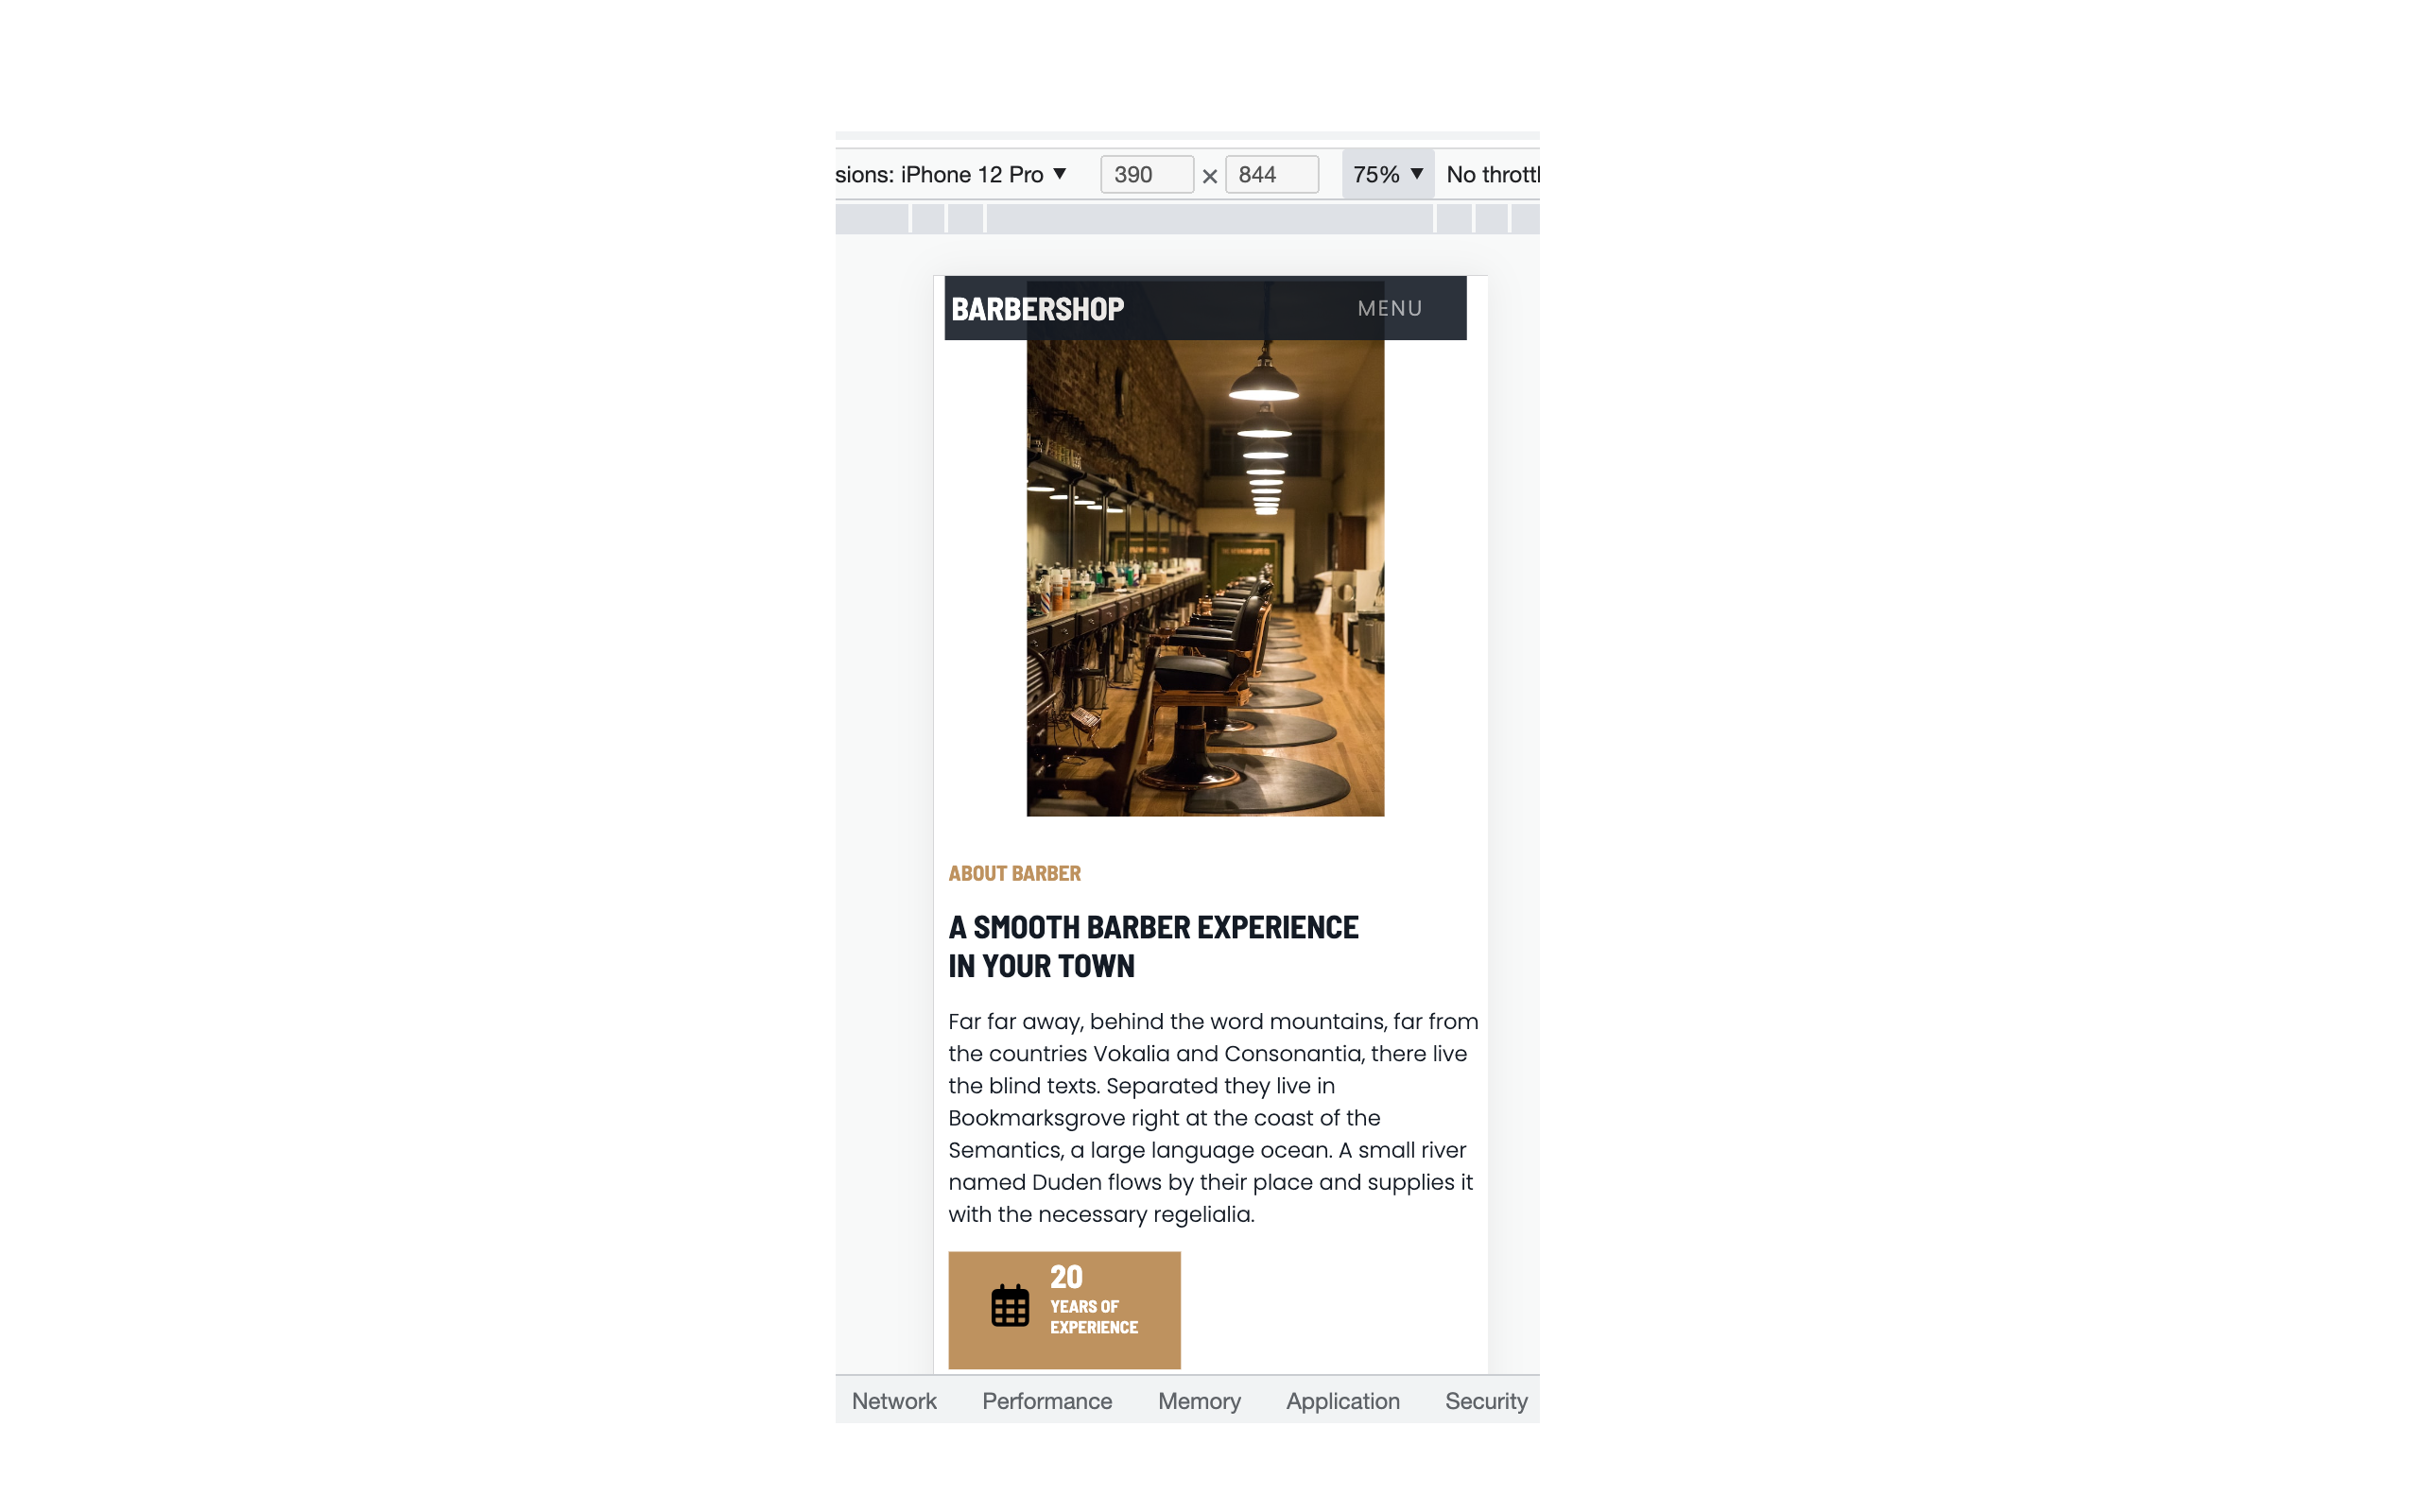 sions: iPhone 12 Pro ▼ 390 × 844 75% ▼ No throttl
BARBERSHOP MENU
ABOUT BARBER
A SMOOTH BARBER EXPERIENCE
IN YOUR TOWN
Far far away, behind the word mountains, far from
the countries Vokalia and Consonantia, there live
the blind texts. Separated they live in
Bookmarksgrove right at the coast of the
Semantics, a large language ocean. A small river
named Duden flows by their place and supplies it
with the necessary regelialia.
20
YEARS OF
EXPERIENCE
Network Performance Memory Application Security